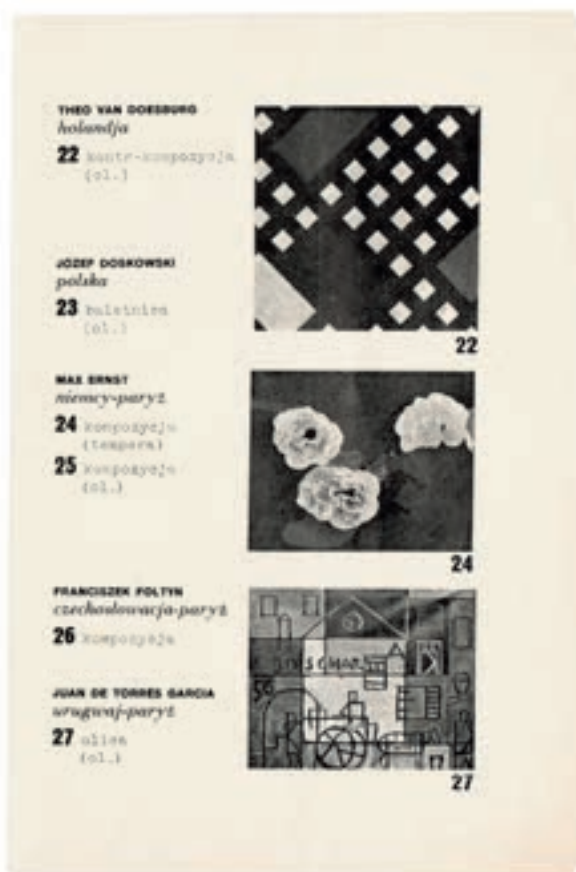 THEO VAN DOESBURG
holandja
22 kontr-kompozycja
(ol.)
22
JÓZEF DOSKOWSKI
polska
23
(ol.)
MAX ERNST
niemcy-paryż
24 kompozycja
(tempera)
25 kompozycja
(ol.)
24
FRANCISZEK FOLTYN
czechosłowacja-paryż
26 kompozycja
JUAN DE TORRES GARCIA
urugwaj-paryż
27 ulica
(ol.)
27